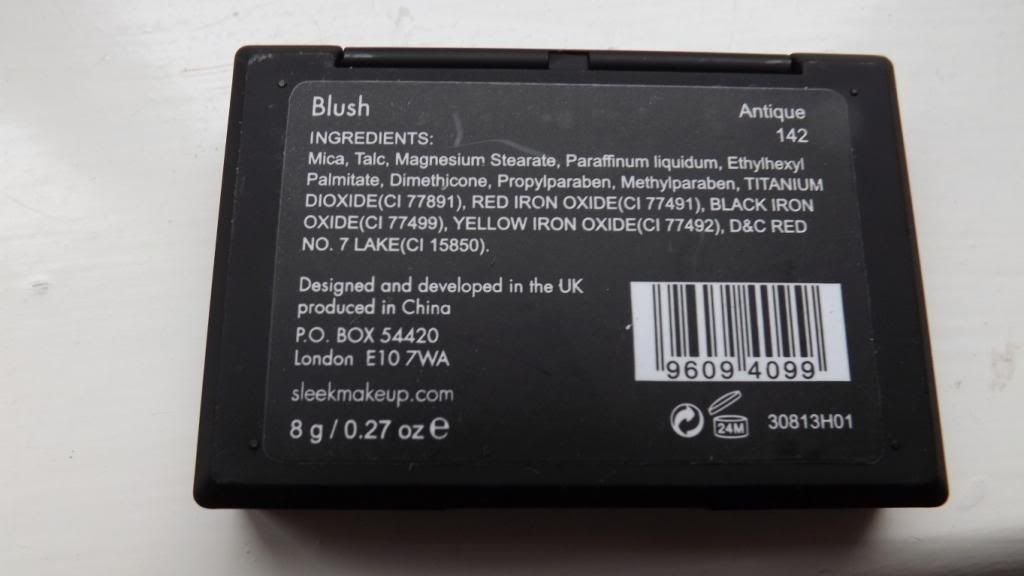 Blush
Antique
142
INGREDIENTS:
Mica, Talc, Magnesium Stearate, Paraffinum liquidum, Ethylhexyl
Palmitate, Dimethicone, Propylparaben, Methylparaben, TITANIUM
DIOXIDE(CI 77891), RED IRON OXIDE(CI 77491), BLACK IRON
OXIDE(CI 77499), YELLOW IRON OXIDE(CI 77492), D&C RED
NO. 7 LAKE(CI 15850).
Designed and developed in the UK
produced in China
P.O. BOX 54420
London E10 7WA
sleekmakeup.com
8 g / 0.27 oz ℮
9609 4099
24M
30813H01